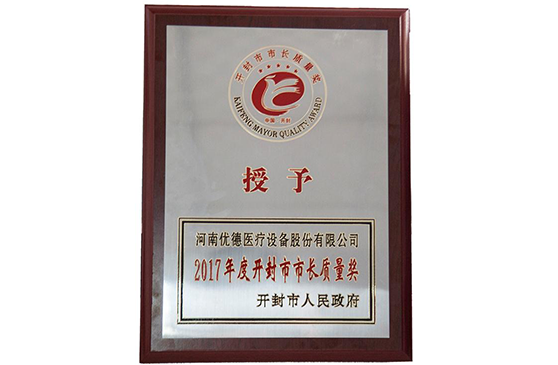 开封市市长质量奖
中国·开封
KAIFENG MAYOR QUALITY AWARD
授予
河南优德医疗设备股份有限公司
2017年度开封市市长质量奖
开封市人民政府